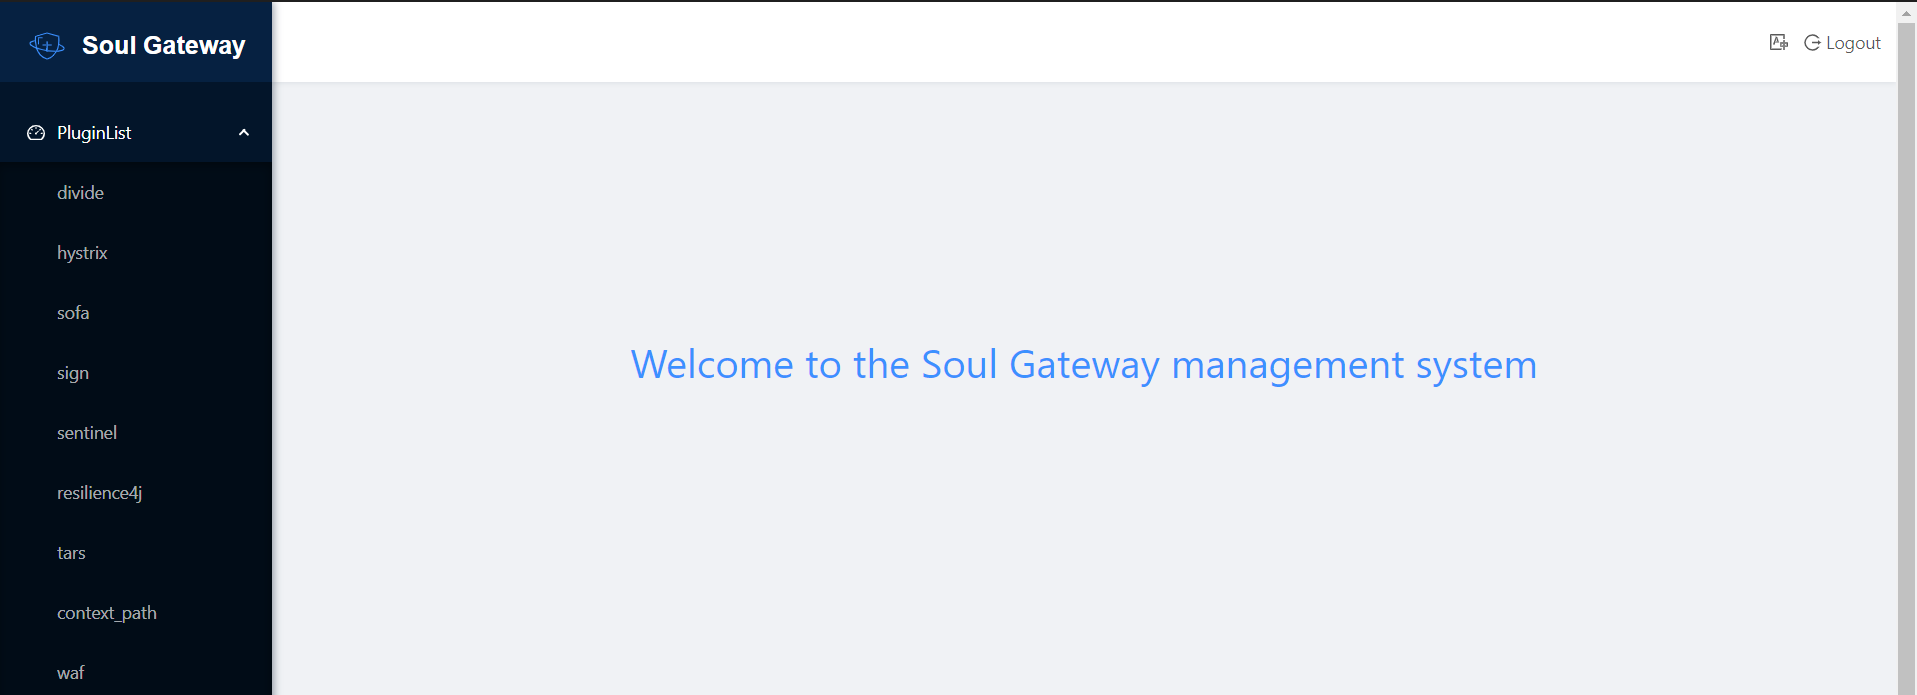 Soul Gateway
Logout
PluginList
divide
hystrix
sofa
sign
sentinel
resilience4j
tars
context_path
waf
Welcome to the Soul Gateway management system